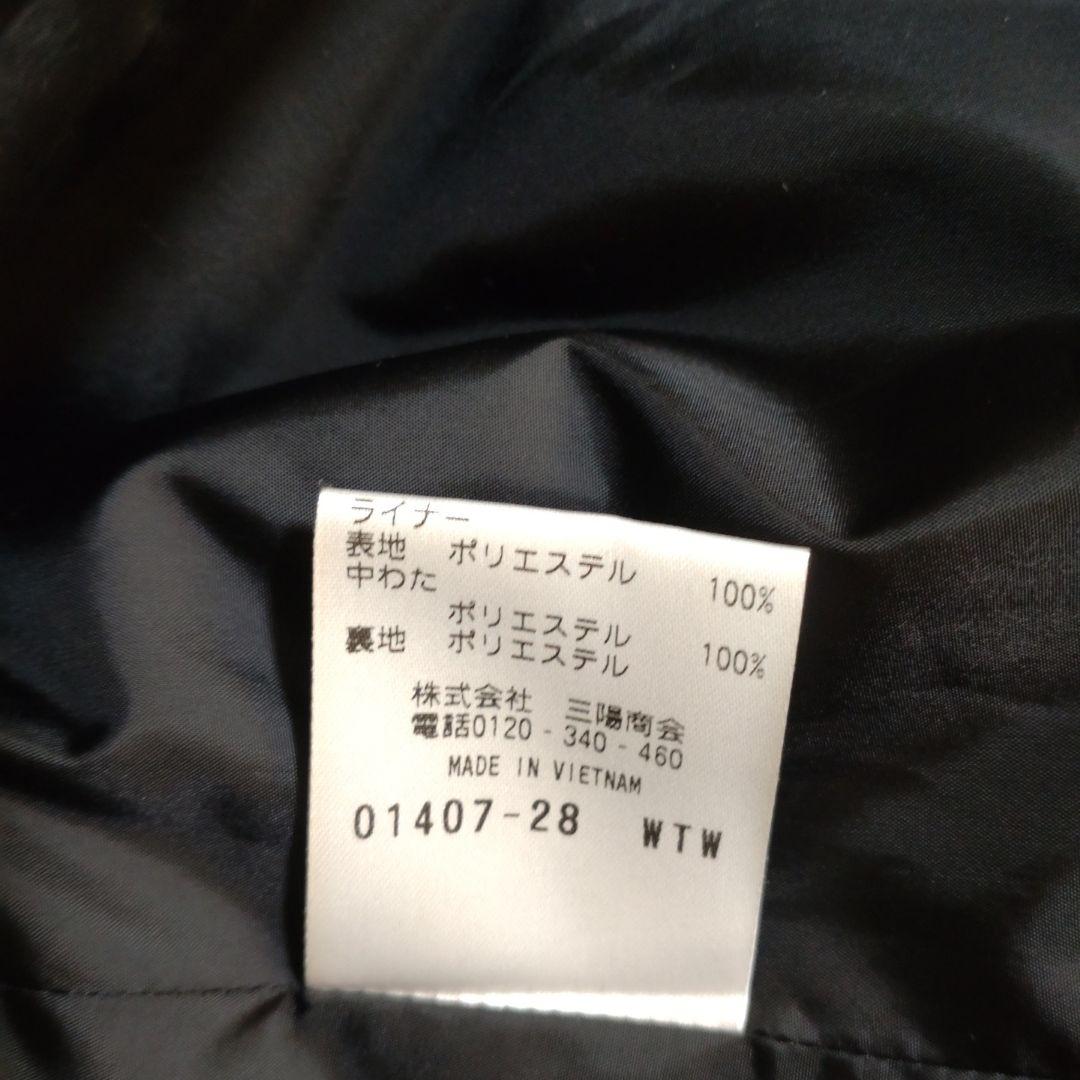 ライナー
表地 ポリエステル 100%
中わた
ポリエステル
裏地 ポリエステル 100%
株式会社 三陽商会
電話0120-340-460
MADE IN VIETNAM
01407-28 WTW